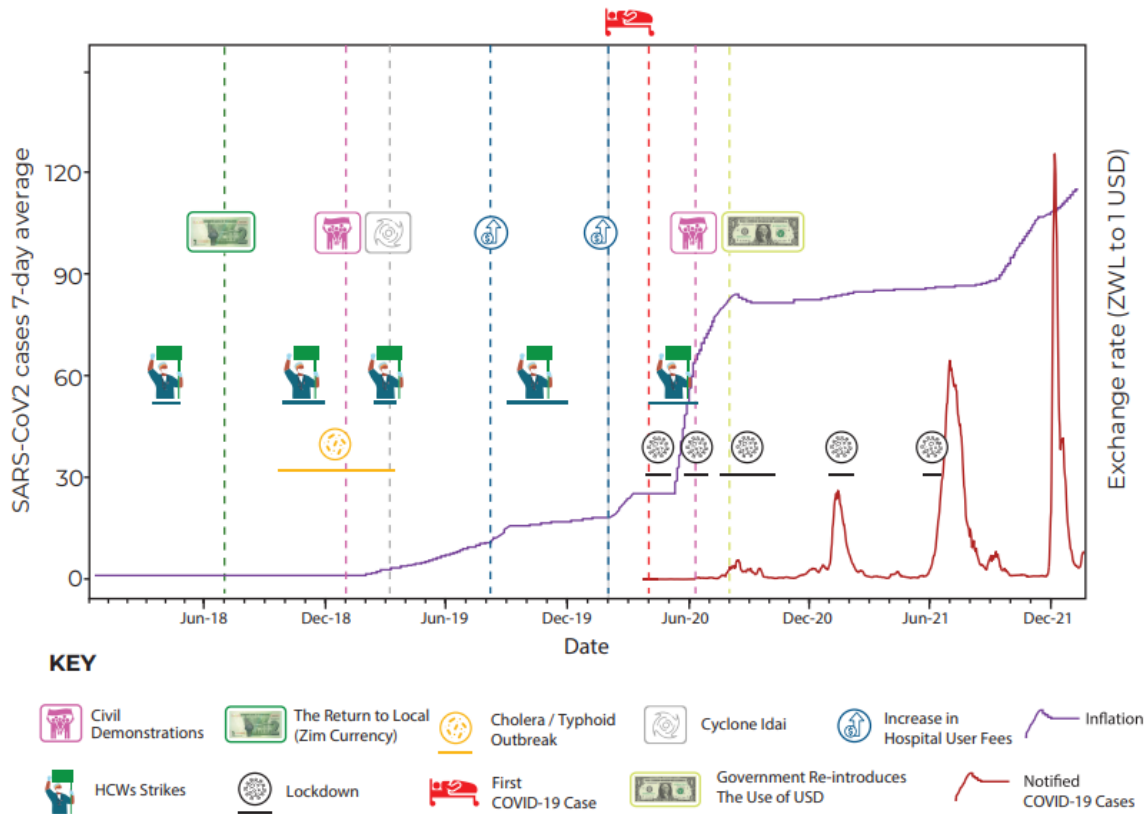 SARS-CoV2 cases 7-day average
120
90
60
30
0
Exchange rate (ZWL to 1 USD)
Jun-18
Dec-18
Jun-19
Dec-19
Jun-20
Dec-20
Jun-21
Dec-21
Date
KEY
Civil
Demonstrations
The Return to Local
(Zim Currency)
Cholera / Typhoid
Outbreak
Cyclone Idai
Increase in
Hospital User Fees
Inflation
HCWs Strikes
Lockdown
First
COVID-19 Case
Government Re-introduces
The Use of USD
Notified
COVID-19 Cases